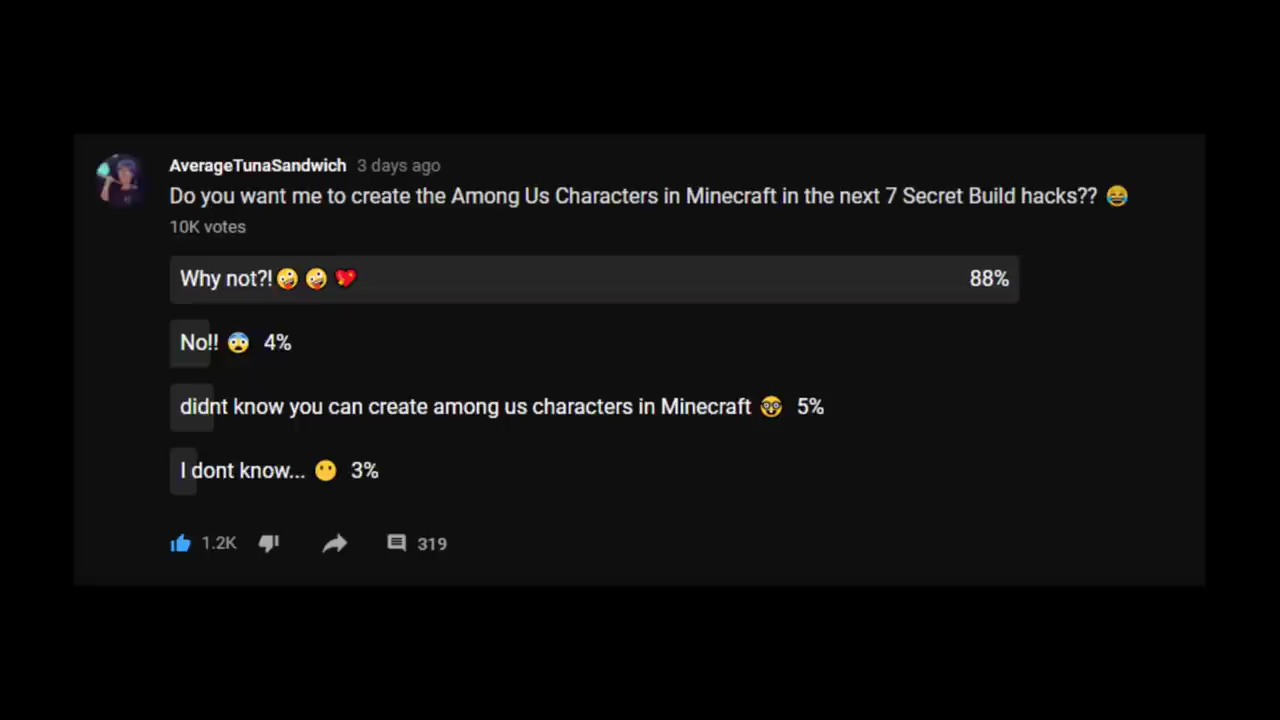 AverageTunaSandwich 3 days ago
Do you want me to create the Among Us Characters in Minecraft in the next 7 Secret Build hacks?? 😂
10K votes
Why not?!🤪 🤪 💖 88%
No!! 😨 4%
didnt know you can create among us characters in Minecraft 🤓 5%
I dont know... 😶 3%
1.2K 319